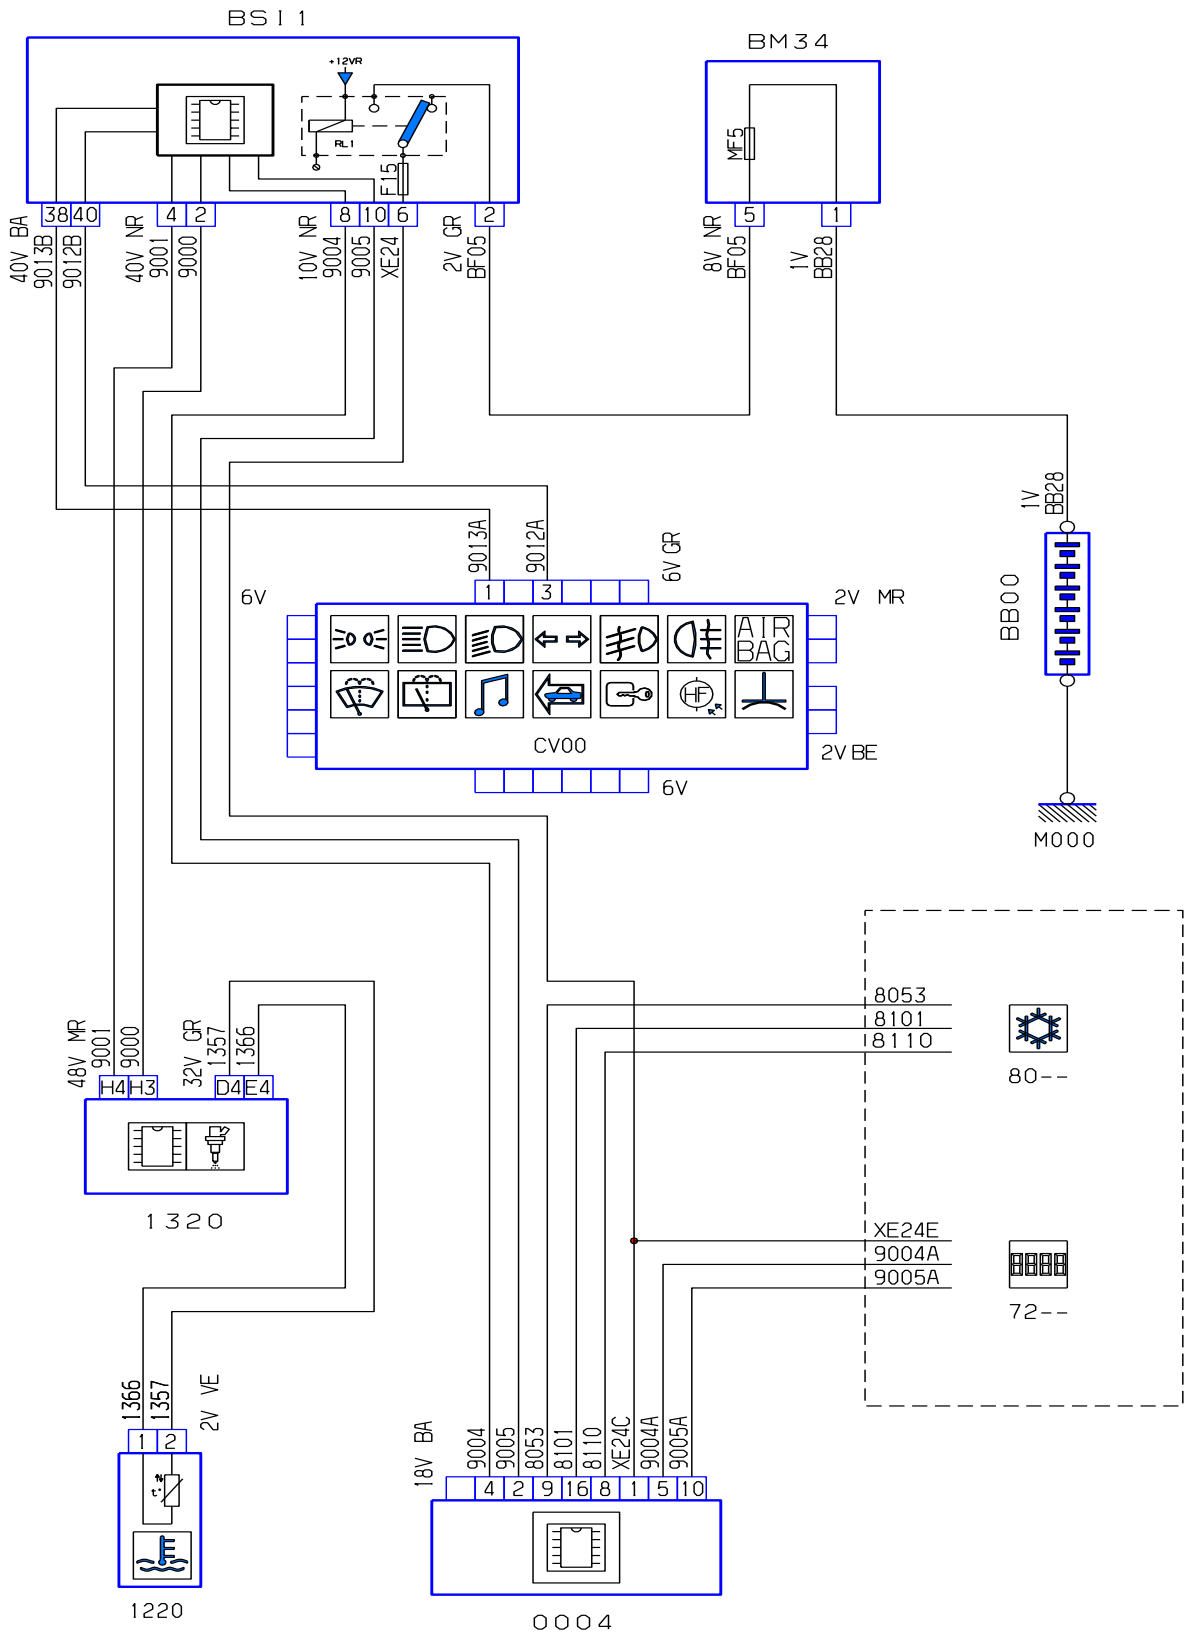 BSI1
BM34
+12VR
RL1
F15
MF5
38
40
4
2
8
10
6
2
5
1
40V BA
9013B
9012B
40V NR
9001
9000
10V NR
9004
9005
XE24
2V GR
BF05
8V NR
BF05
1V
BB28
1V
BB28
BB00
M000
9013A
9012A
6V GR
1
3
6V
2V MR
AIR
BAG
HF
CV00
2V BE
6V
8053
8101
8110
80--
XE24E
9004A
9005A
72--
48V MR
9001
9000
32V GR
1357
1366
H4
H3
D4
E4
1320
1366
1357
2V VE
1
2
t°
1220
18V BA
9004
9005
8053
8101
8110
XE24C
9004A
9005A
4
2
9
16
8
1
5
10
0004